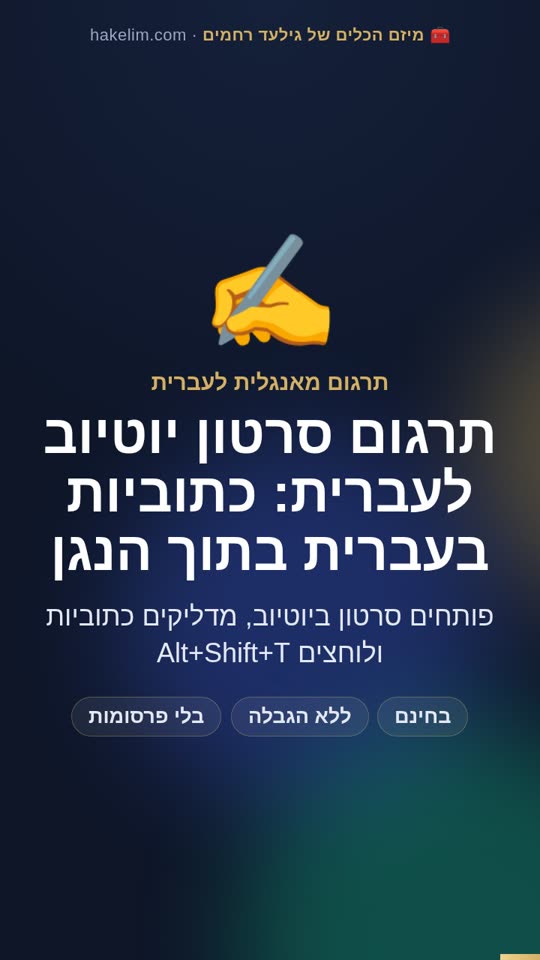 🧰 מיזם הכלים של גילעד רחמים · hakelim.com
תרגום מאנגלית לעברית
תרגום סרטון יוטיוב
לעברית: כתוביות
בעברית בתוך הנגן
פותחים סרטון ביוטיוב, מדליקים כתוביות
ולוחצים Alt+Shift+T
בחינם
ללא הגבלה
בלי פרסומות